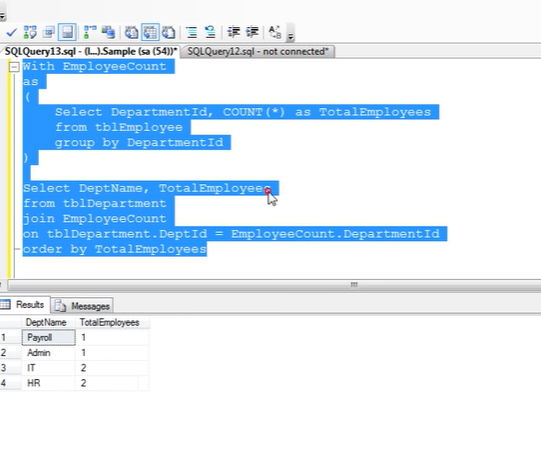 SQLQuery13.sql - (l...).Sample (sa (54))* SQLQuery12.sql - not connected*
With EmployeeCount
as
(
Select DepartmentId, COUNT(*) as TotalEmployees
from tblEmployee
group by DepartmentId
)
Select DeptName, TotalEmployees
from tblDepartment
join EmployeeCount
on tblDepartment.DeptId = EmployeeCount.DepartmentId
order by TotalEmployees
Results Messages
DeptName TotalEmployees
1 Payroll 1
2 Admin 1
3 IT 2
4 HR 2